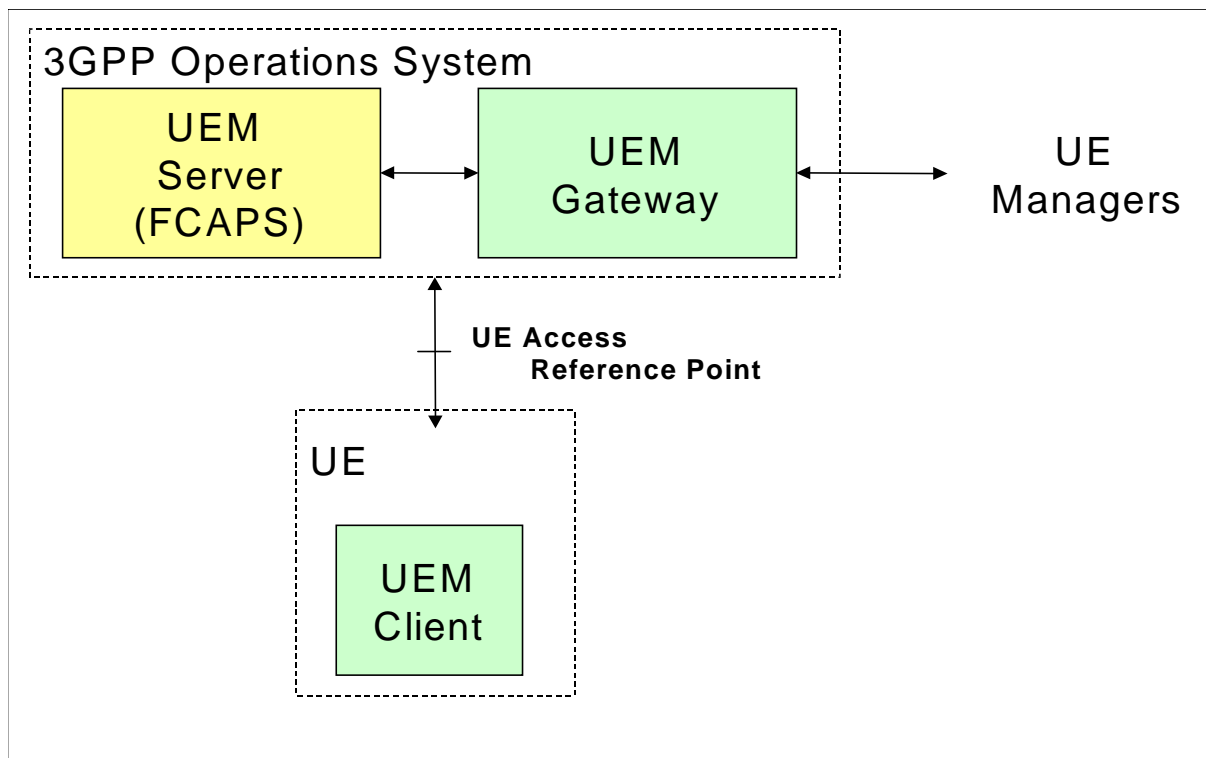 3GPP Operations System
UEM
Server
(FCAPS)
UEM
Gateway
UE
Managers
UE Access
Reference Point
UE
UEM
Client